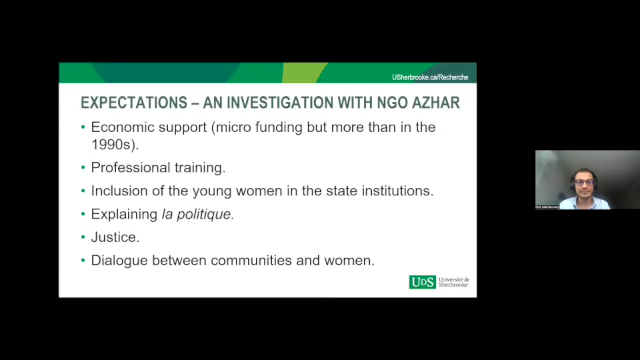 USherbrooke.ca/Recherche
EXPECTATIONS – AN INVESTIGATION WITH NGO AZHAR
• Economic support (micro funding but more than in the
1990s).
• Professional training.
• Inclusion of the young women in the state institutions.
• Explaining la politique.
• Justice.
• Dialogue between communities and women.
UDS Université de
Sherbrooke